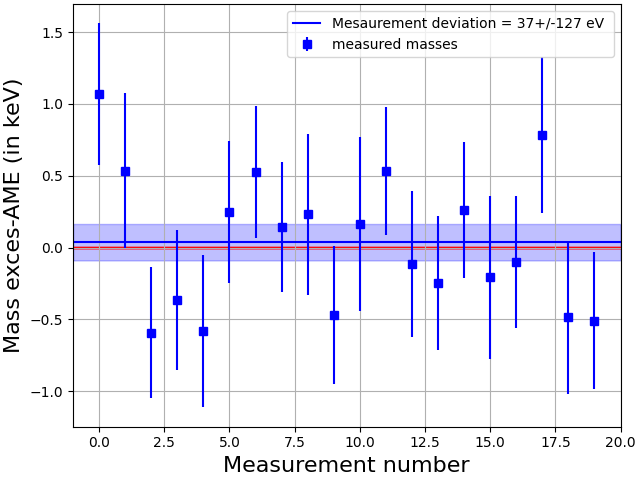 Mesaurement deviation = 37+/-127 eV
measured masses
Mass exces-AME (in keV)
1.5
1.0
0.5
0.0
−0.5
−1.0
0.0 2.5 5.0 7.5 10.0 12.5 15.0 17.5 20.0
Measurement number